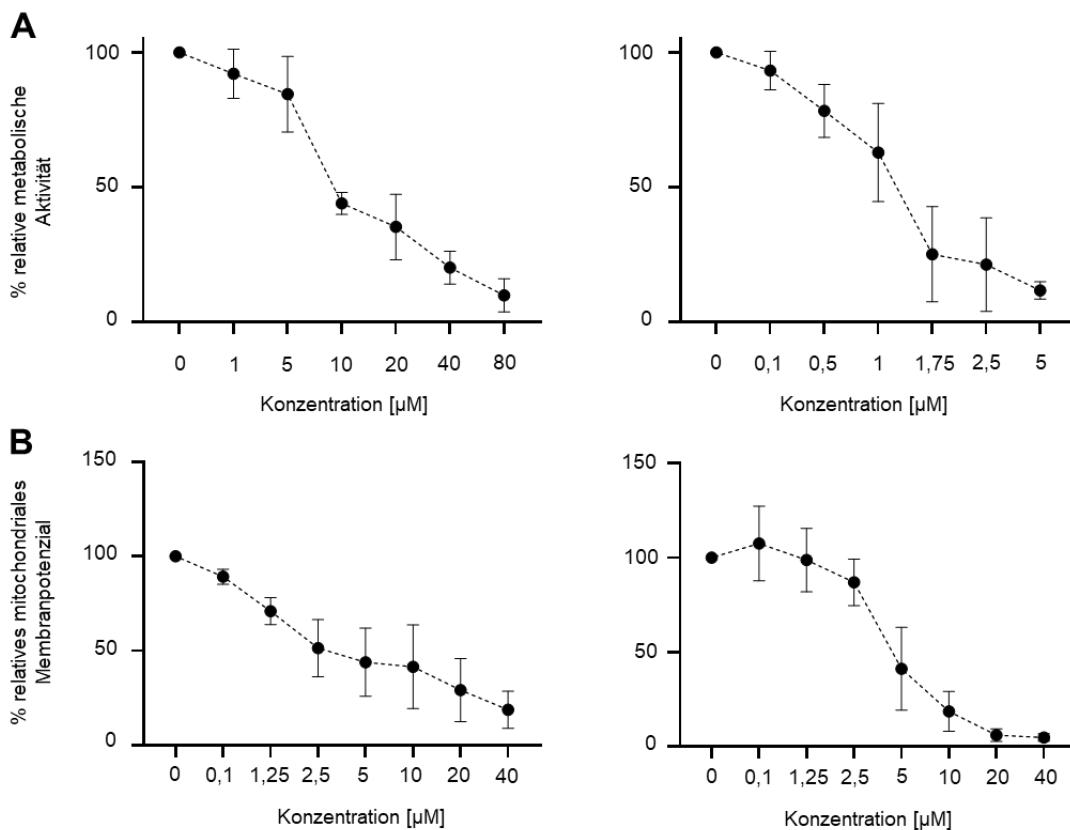 A
% relative metabolische
Aktivität
100
50
0
0 1 5 10 20 40 80
Konzentration [µM]
100
50
0
0 0,1 0,5 1 1,75 2,5 5
Konzentration [µM]
B
% relatives mitochondriales
Membranpotenzial
150
100
50
0
0 0,1 1,25 2,5 5 10 20 40
Konzentration [µM]
150
100
50
0
0 0,1 1,25 2,5 5 10 20 40
Konzentration [µM]